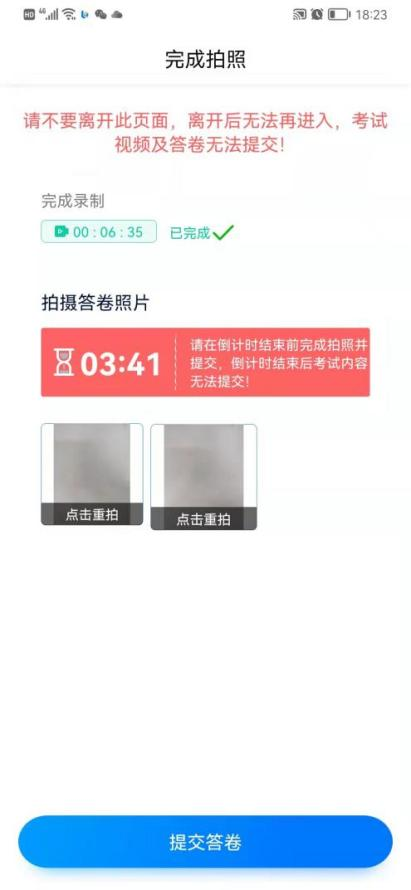 HD 4G 18:23
完成拍照
请不要离开此页面，离开后无法再进入，考试
视频及答卷无法提交！
完成录制
00 : 06 : 35 已完成
拍摄答卷照片
03:41
请在倒计时结束前完成拍照并
提交，倒计时结束后考试内容
无法提交！
点击重拍
点击重拍
提交答卷